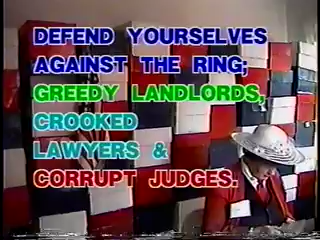 DEFEND YOURSELVES
AGAINST THE RING;
GREEDY LANDLORDS,
CROOKED
LAWYERS &
CORRUPT JUDGES.